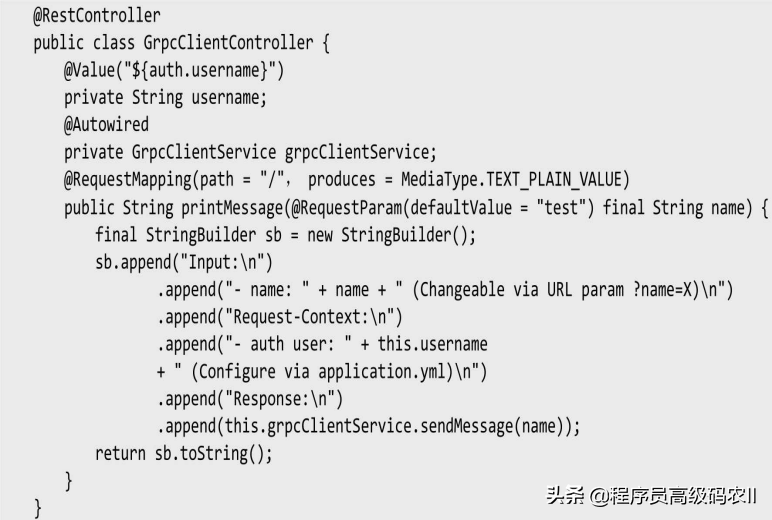 @RestController
public class GrpcClientController {
@Value("${auth.username}")
private String username;
@Autowired
private GrpcClientService grpcClientService;
@RequestMapping(path = "/"， produces = MediaType.TEXT_PLAIN_VALUE)
public String printMessage(@RequestParam(defaultValue = "test") final String name) {
final StringBuilder sb = new StringBuilder();
sb.append("Input:\n")
.append("- name: " + name + " (Changeable via URL param ?name=X)\n")
.append("Request-Context:\n")
.append("- auth user: " + this.username
+ " (Configure via application.yml)\n")
.append("Response:\n")
.append(this.grpcClientService.sendMessage(name));
return sb.toString();
}
}
头条 @程序员高级码农II